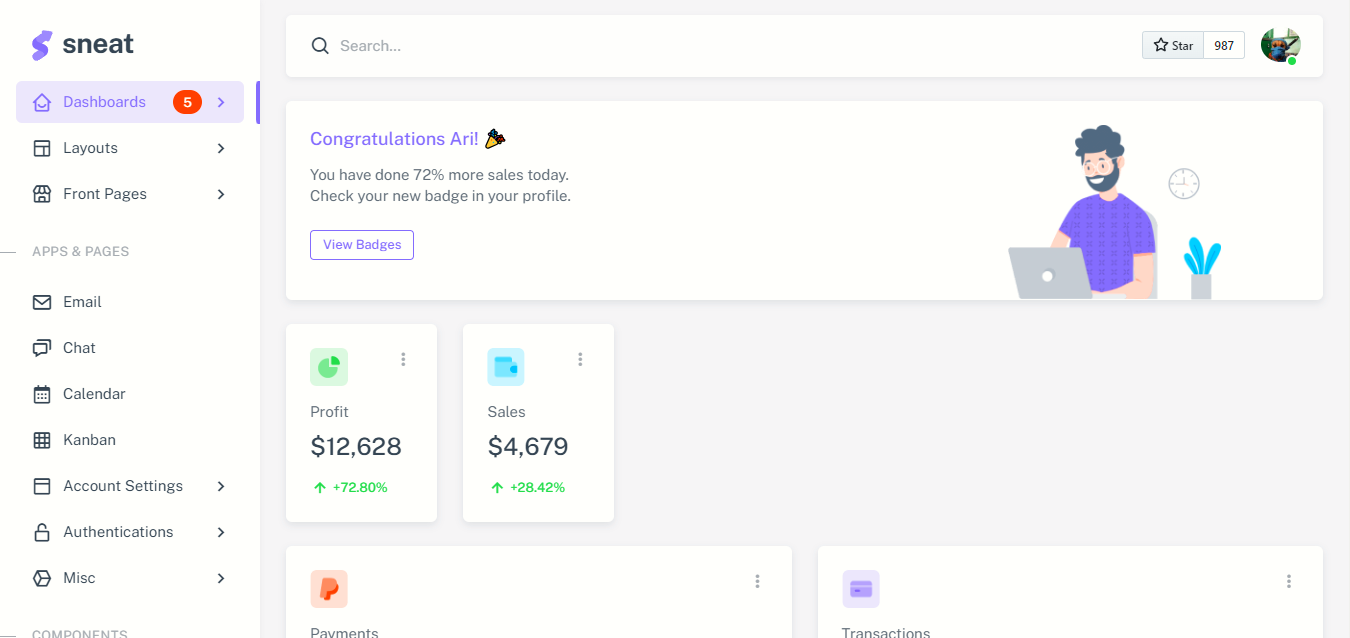 sneat
Search...
Star 987
Dashboards 5
Layouts
Front Pages
APPS & PAGES
Email
Chat
Calendar
Kanban
Account Settings
Authentications
Misc
COMPONENTS
Congratulations Ari! 🎉
You have done 72% more sales today.
Check your new badge in your profile.
View Badges
Profit
$12,628
+72.80%
Sales
$4,679
+28.42%
Payments
Transactions